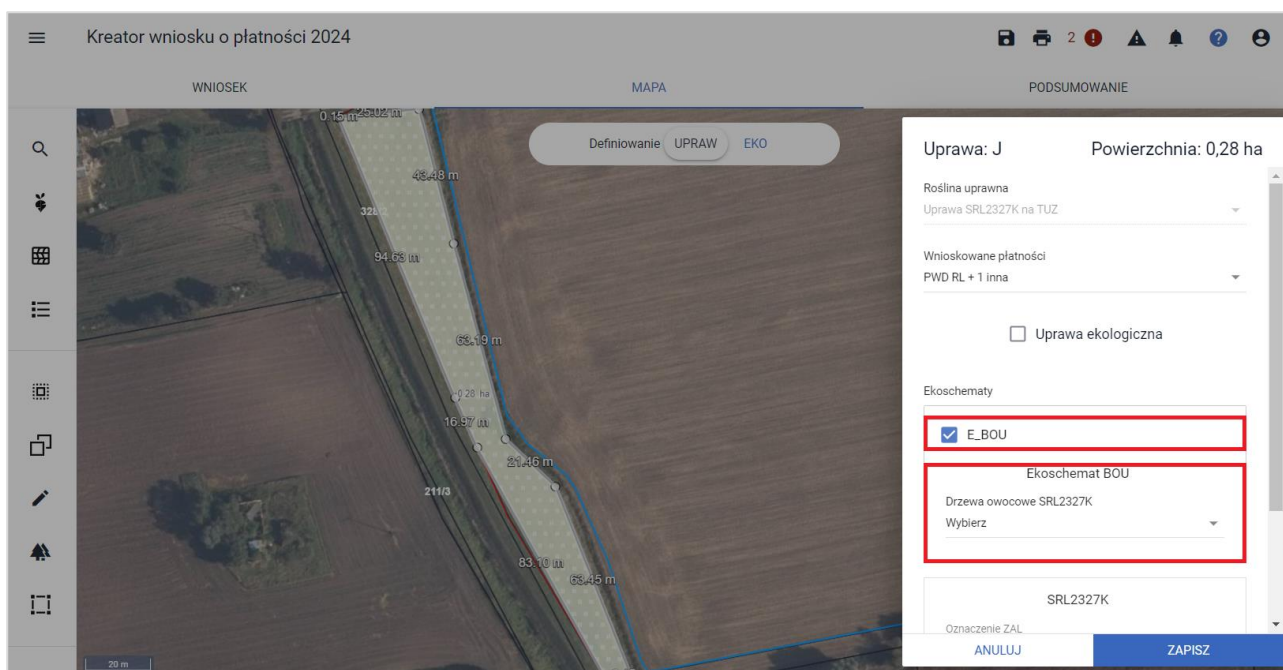 Kreator wniosku o płatności 2024
2
WNIOSEK
MAPA
PODSUMOWANIE
0.15 m
25.02 m
Definiowanie UPRAW EKO
43.48 m
94.63 m
63.19 m
0.28 ha
16.97 m
21.46 m
211/3
83.10 m
63.45 m
20 m
Uprawa: J Powierzchnia: 0,28 ha
Roślina uprawna
Uprawa SRL2327K na TUZ
Wnioskowane płatności
PWD RL + 1 inna
Uprawa ekologiczna
Ekoschematy
E_BOU
Ekoschemat BOU
Drzewa owocowe SRL2327K
Wybierz
SRL2327K
Oznaczenie ZAL
ANULUJ ZAPISZ